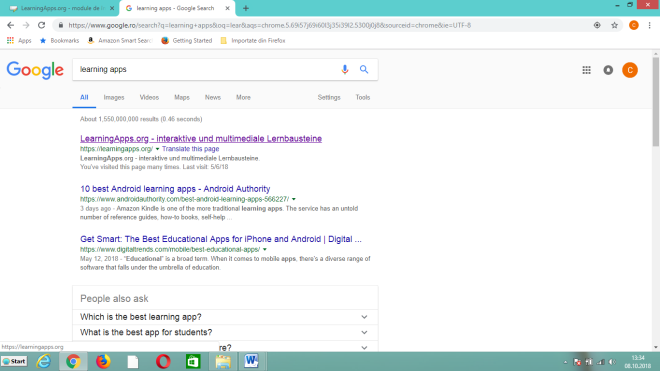 LearningApps.org - module de în
learning apps - Google Search
https://www.google.ro/search?q=learning+apps&oq=lear&aqs=chrome.5.69i57j69i60l3j35i39l2.5300j0j8&sourceid=chrome&ie=UTF-8
Apps Bookmarks Amazon Smart Sear Getting Started Importate din Firefox
Google
learning apps
C
All Images Videos Maps News More Settings Tools
About 1,550,000,000 results (0.46 seconds)
LearningApps.org - interaktive und multimediale Lernbausteine
https://learningapps.org/ Translate this page
LearningApps.org - interaktive und multimediale Lernbausteine.
You've visited this page many times. Last visit: 5/6/18
10 best Android learning apps - Android Authority
https://www.androidauthority.com/best-android-learning-apps-566227/
3 days ago - Amazon Kindle is one of the more traditional learning apps. The service has an untold
number of reference guides, how-to books, self-help ...
Get Smart: The Best Educational Apps for iPhone and Android | Digital ...
https://www.digitaltrends.com/mobile/best-educational-apps/
May 12, 2018 - "Educational" is a broad term. When it comes to mobile apps, there's a diverse range of
software that falls under the umbrella of education.
People also ask
Which is the best learning app?
What is the best app for students?
re?
https://learningapps.org
Start
13:34
08.10.2018